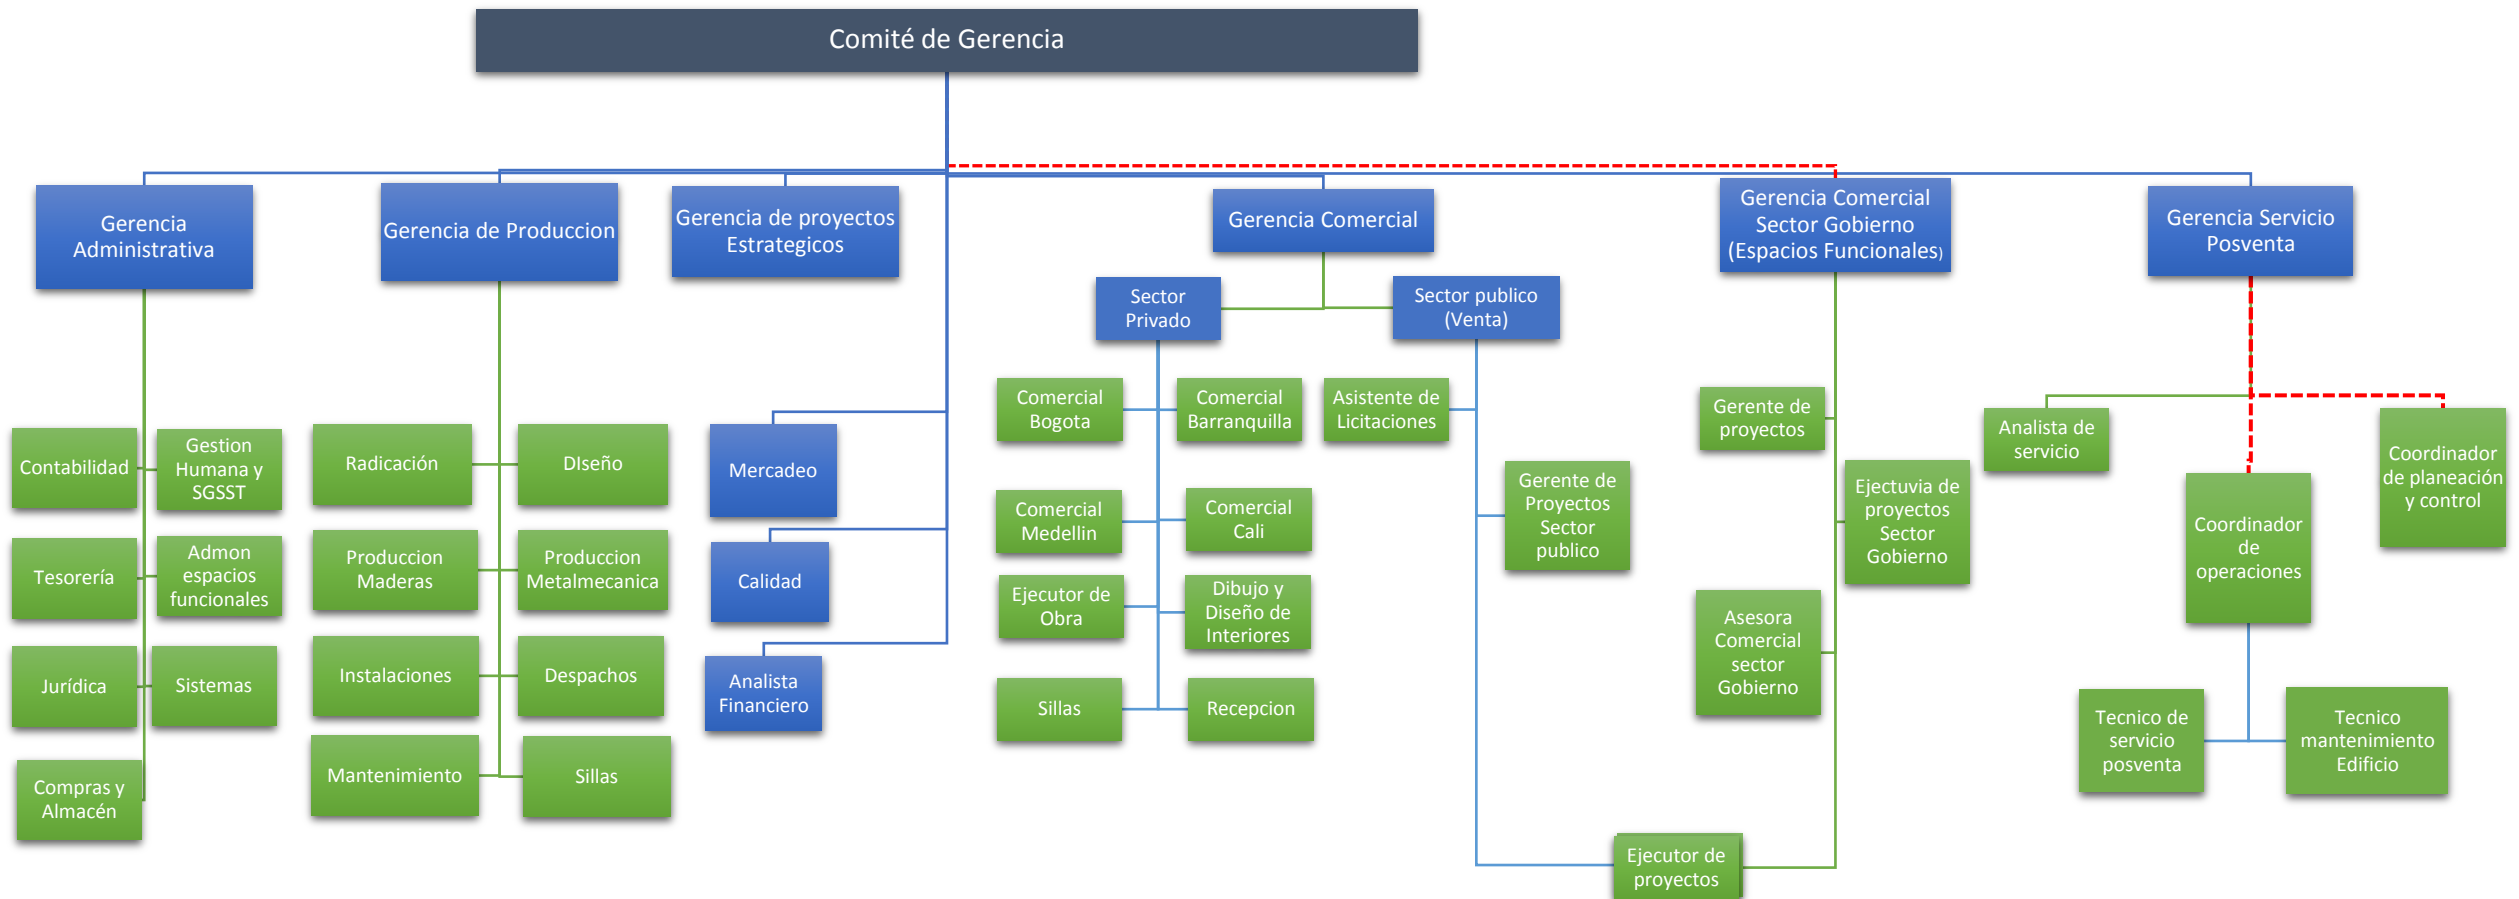 Comité de Gerencia
Gerencia
Administrativa
Gerencia de Produccion
Gerencia de proyectos
Estrategicos
Gerencia Comercial
Gerencia Comercial
Sector Gobierno
(Espacios Funcionales)
Gerencia Servicio
Posventa
Sector
Privado
Sector publico
(Venta)
Contabilidad
Gestion
Humana y
SGSST
Tesorería
Admon
espacios
funcionales
Jurídica
Sistemas
Compras y
Almacén
Radicación
DIseño
Produccion
Maderas
Produccion
Metalmecanica
Instalaciones
Despachos
Mantenimiento
Sillas
Mercadeo
Calidad
Analista
Financiero
Comercial
Bogota
Comercial
Barranquilla
Comercial
Medellin
Comercial
Cali
Ejecutor de
Obra
Dibujo y
Diseño de
Interiores
Sillas
Recepcion
Asistente de
Licitaciones
Gerente de
Proyectos
Sector
publico
Gerente de
proyectos
Ejectuvia de
proyectos
Sector
Gobierno
Asesora
Comercial
sector
Gobierno
Ejecutor de
proyectos
Analista de
servicio
Coordinador
de planeación
y control
Coordinador
de
operaciones
Tecnico de
servicio
posventa
Tecnico
mantenimiento
Edificio